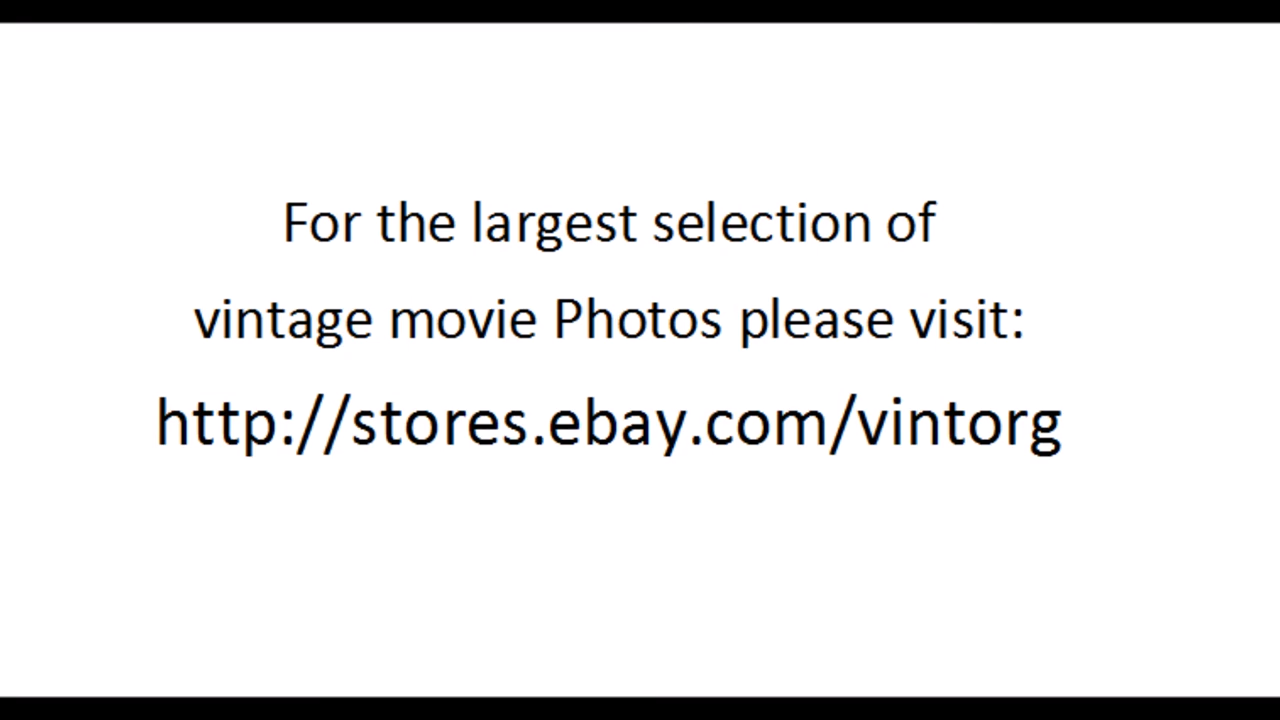 For the largest selection of
vintage movie Photos please visit:
http://stores.ebay.com/vintorg